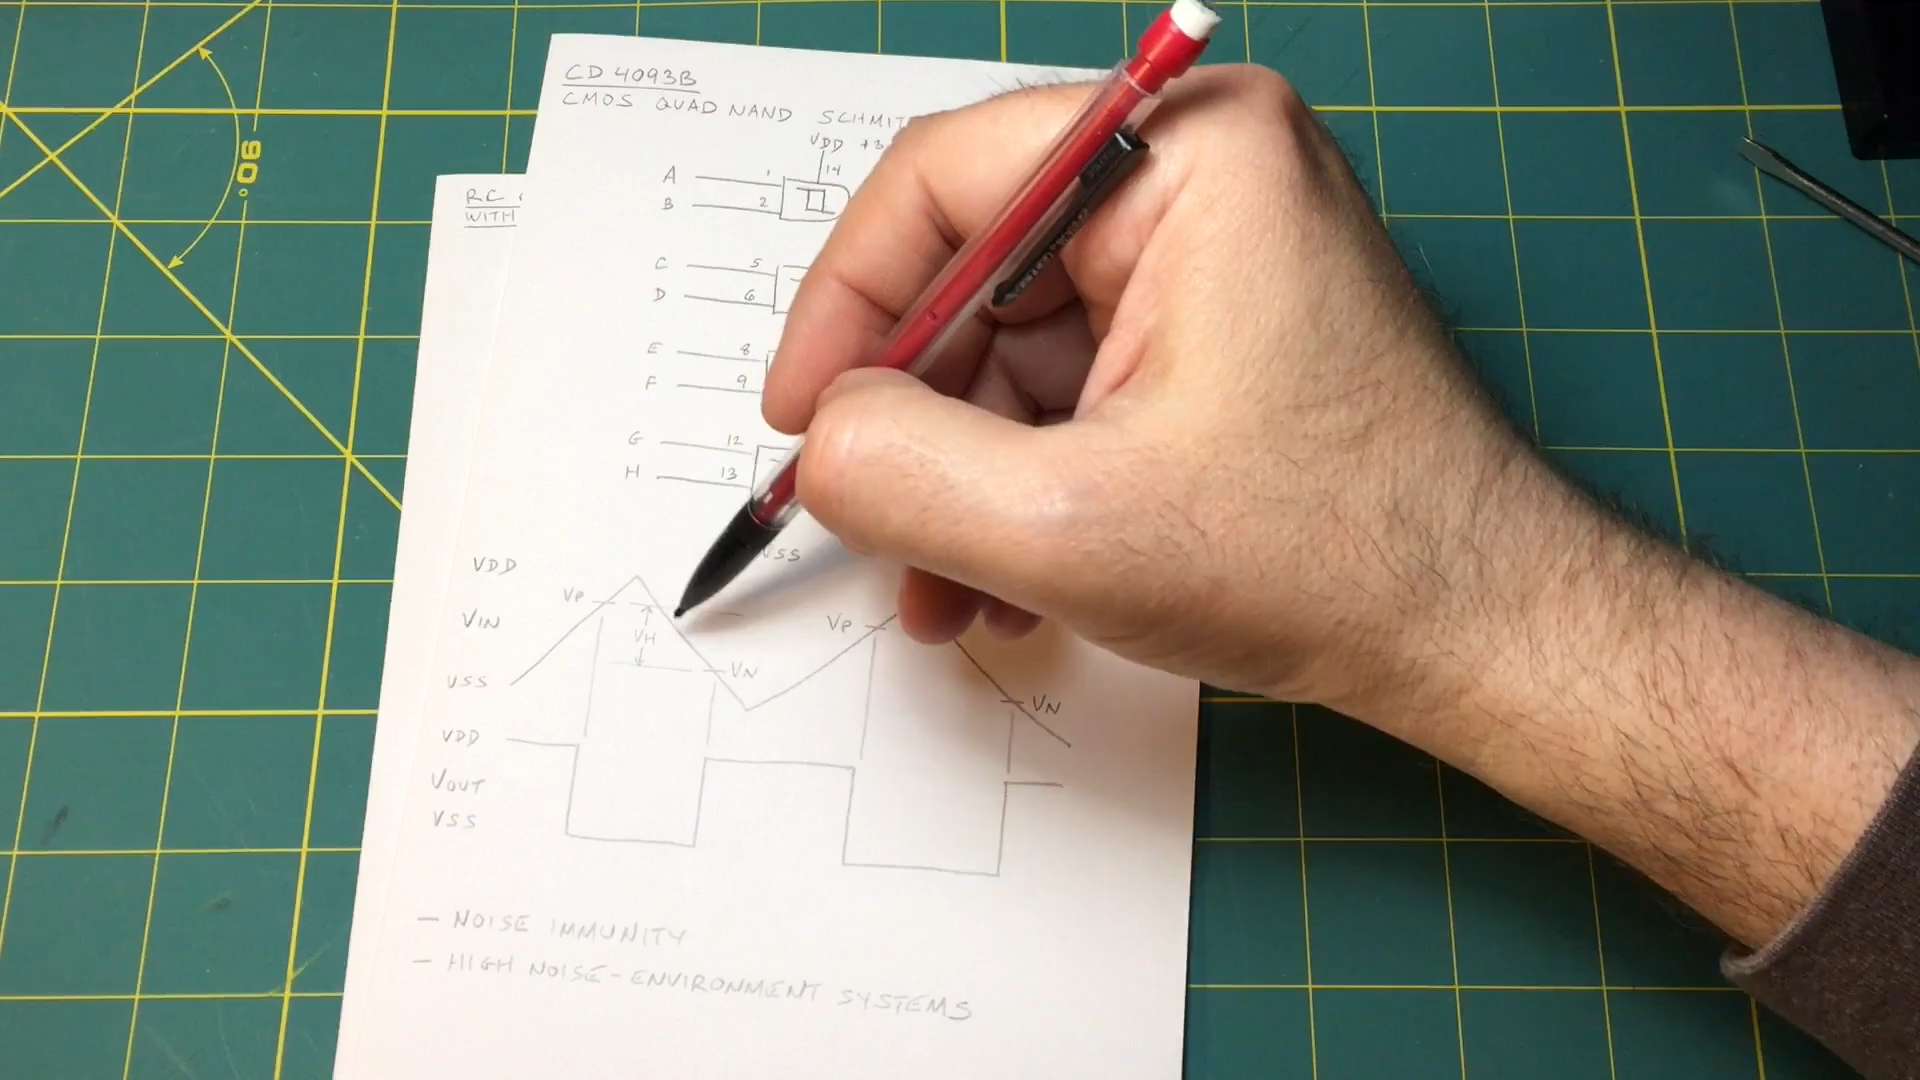 CD 4093B
CMOS QUAD NAND SCHMIT
VDD +3
14
A 1
B 2
RC
WITH
C 5
D 6
E 8
F 9
G 12
H 13
VSS
VDD
VP
VIN
VH
VP
VN
VSS
VN
VDD
VOUT
VSS
— NOISE IMMUNITY
— HIGH NOISE-ENVIRONMENT SYSTEMS
90°